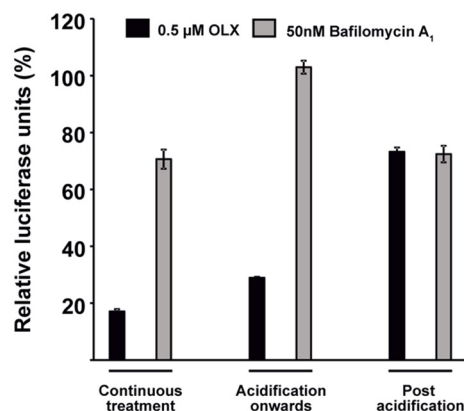 0.5 µM OLX 50nM Bafilomycin A₁
Relative luciferase units (%)
120
100
80
60
40
20
Continuous Acidification Post
treatment onwards acidification